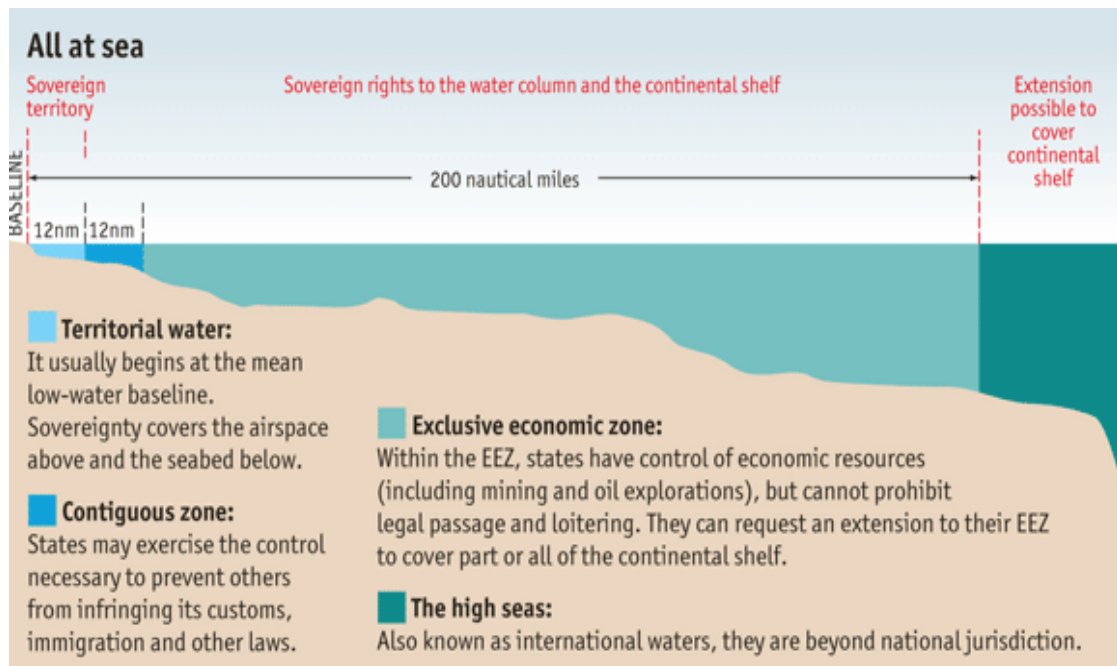 All at sea
Sovereign
territory
Sovereign rights to the water column and the continental shelf
Extension
possible to
cover
continental
shelf
BASELINE
200 nautical miles
12nm 12nm
Territorial water:
It usually begins at the mean
low-water baseline.
Sovereignty covers the airspace
above and the seabed below.
Contiguous zone:
States may exercise the control
necessary to prevent others
from infringing its customs,
immigration and other laws.
Exclusive economic zone:
Within the EEZ, states have control of economic resources
(including mining and oil explorations), but cannot prohibit
legal passage and loitering. They can request an extension to their EEZ
to cover part or all of the continental shelf.
The high seas:
Also known as international waters, they are beyond national jurisdiction.